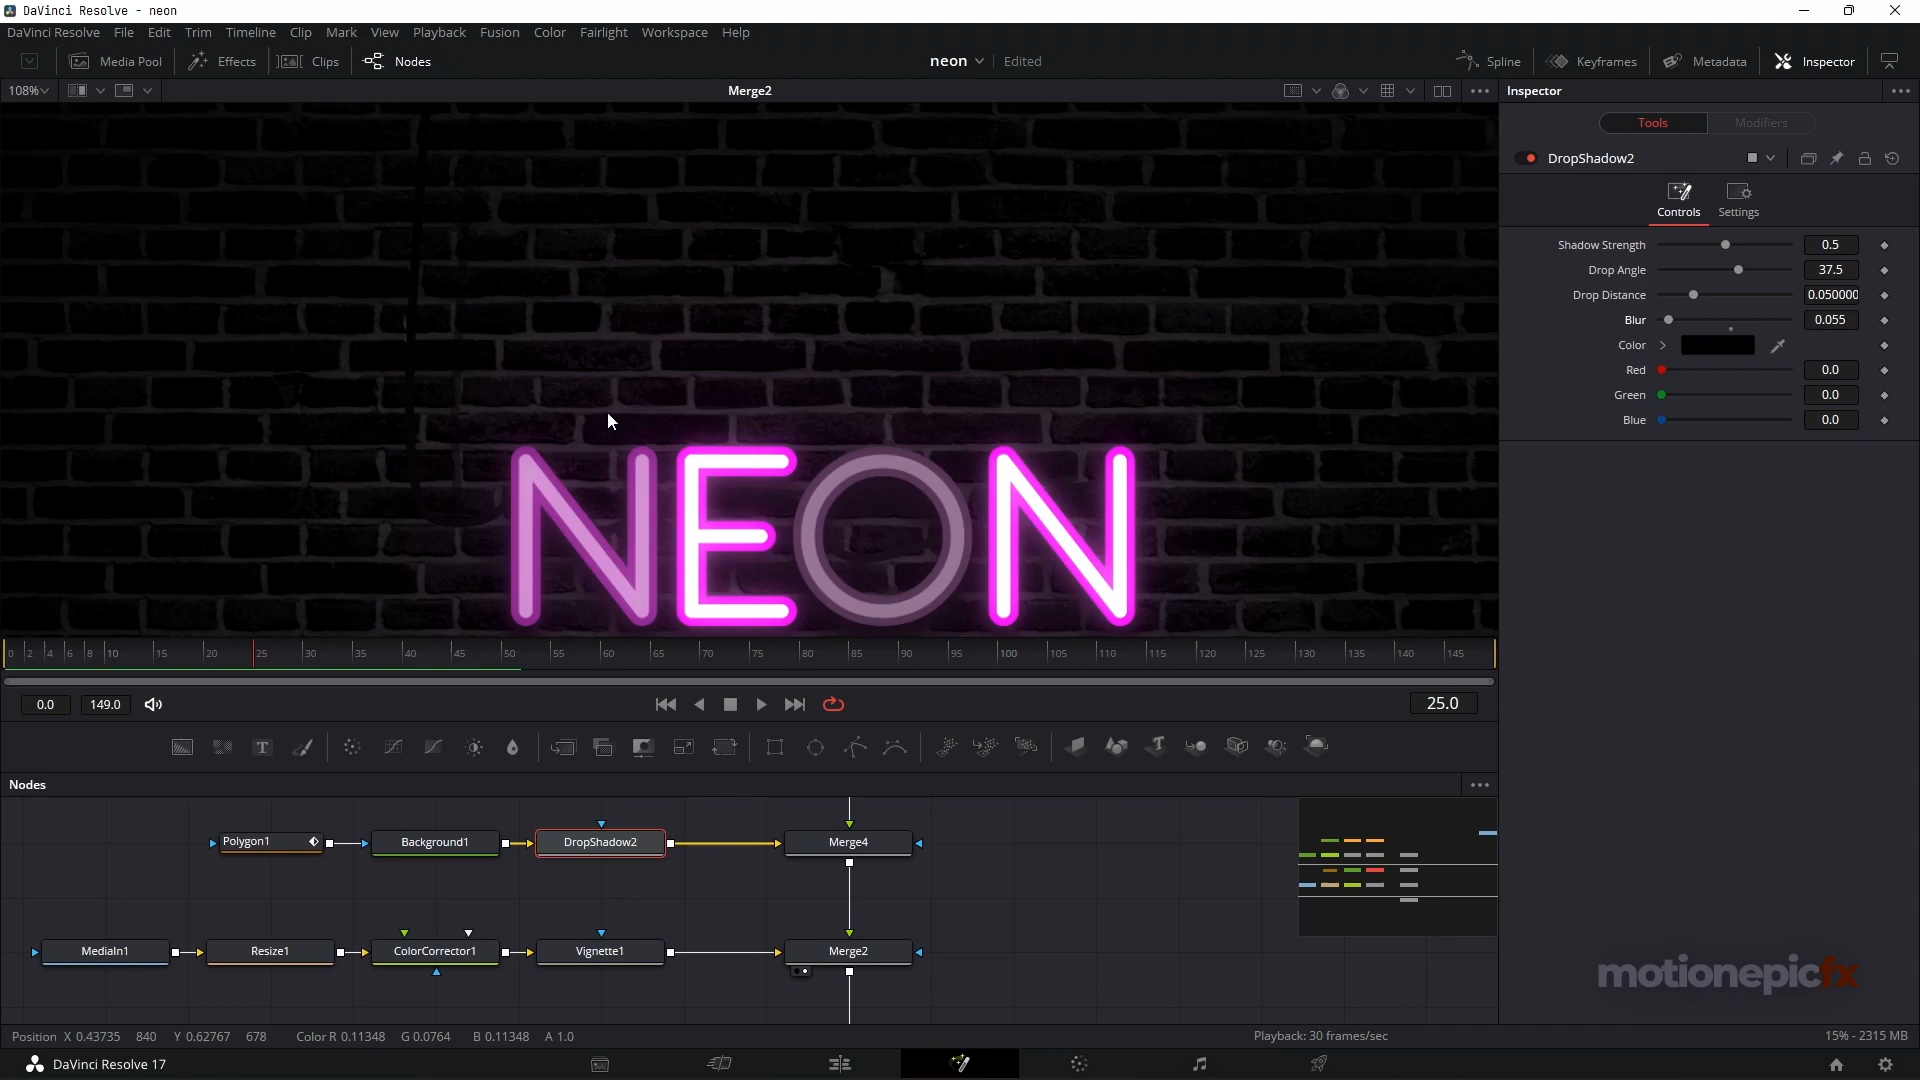 DaVinci Resolve - neon
DaVinci Resolve File Edit Trim Timeline Clip Mark View Playback Fusion Color Fairlight Workspace Help
Media Pool Effects Clips Nodes neon Edited Spline Keyframes Metadata Inspector
108% Merge2 Inspector
Tools Modifiers
DropShadow2
Controls Settings
Shadow Strength 0.5
Drop Angle 37.5
Drop Distance 0.050000
Blur 0.055
Color
Red 0.0
Green 0.0
Blue 0.0
NEON
0 2 4 6 8 10 15 20 25 30 35 40 45 50 55 60 65 70 75 80 85 90 95 100 105 110 115 120 125 130 135 140 145
0.0 149.0 25.0
Nodes
Polygon1 Background1 DropShadow2 Merge4
MediaIn1 Resize1 ColorCorrector1 Vignette1 Merge2
motionepicfx
Position X 0.43735 840 Y 0.62767 678 Color R 0.11348 G 0.0764 B 0.11348 A 1.0 Playback: 30 frames/sec 15% - 2315 MB
DaVinci Resolve 17